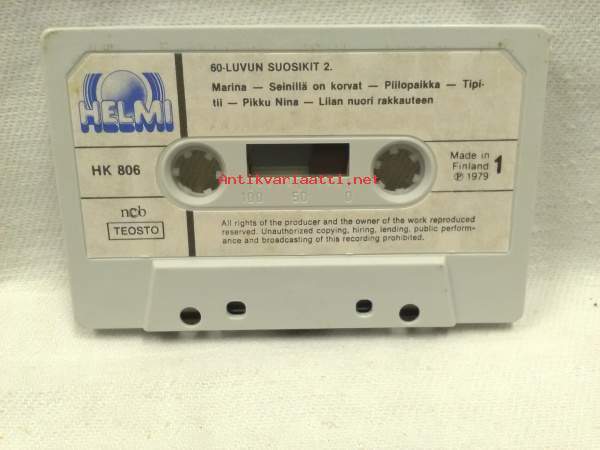 60-LUVUN SUOSIKIT 2.
HELMI
Marina — Seinillä on korvat — Piilopaikka — Tipi-
tii — Pikku Nina — Liian nuori rakkauteen
HK 806
Made in
Finland
℗ 1979
1
Antikvariaatti.net
100 50 0
ncb
TEOSTO
All rights of the producer and the owner of the work reproduced
reserved. Unauthorized copying, hiring, lending, public perform-
ance and broadcasting of this recording prohibited.